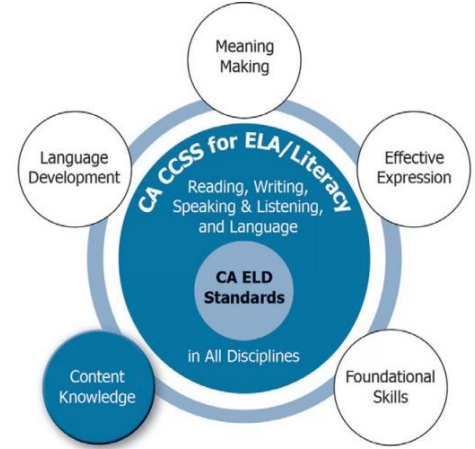 Meaning
Making
Language
Development
Effective
Expression
CA CCSS for ELA/Literacy
Reading, Writing,
Speaking & Listening,
and Language
CA ELD
Standards
in All Disciplines
Content
Knowledge
Foundational
Skills